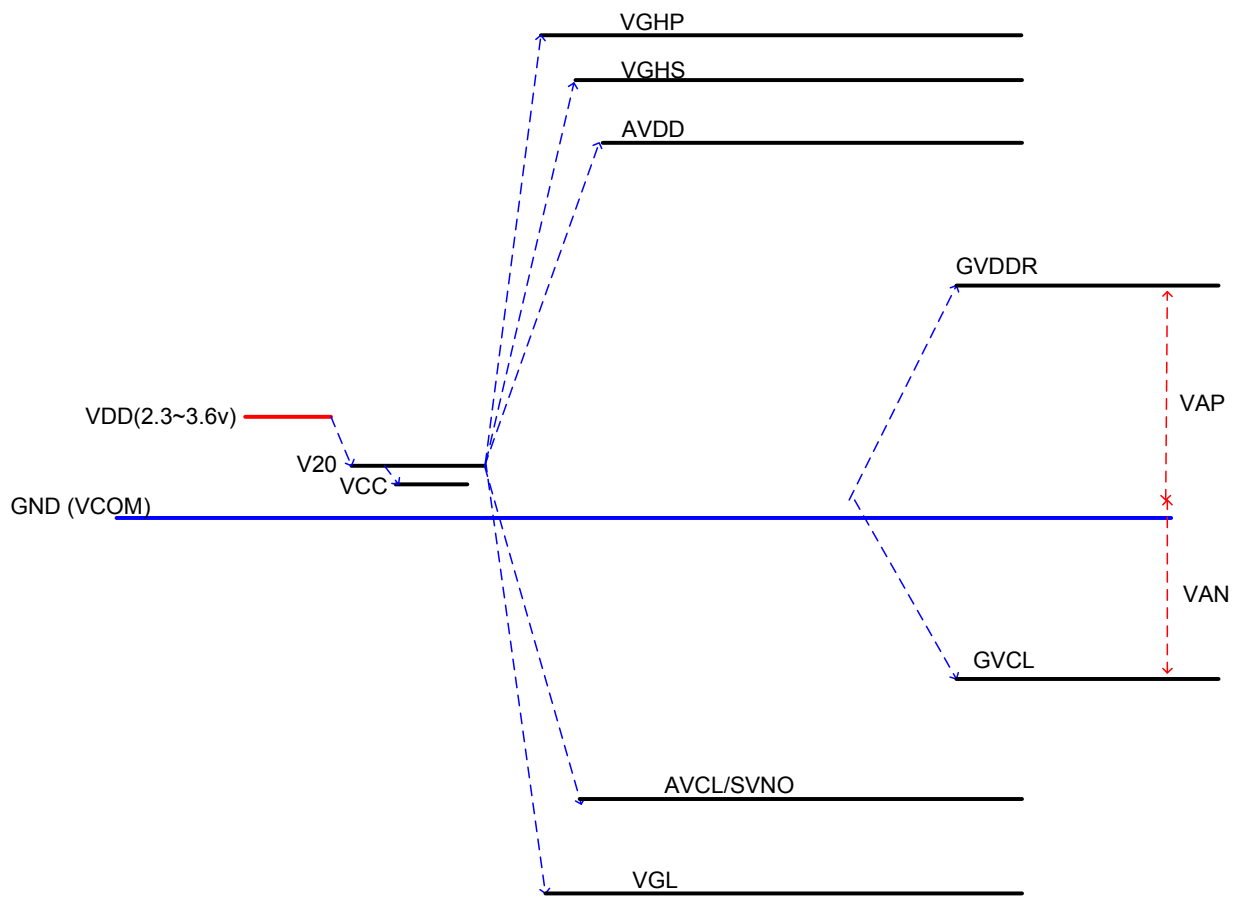 VGHP
VGHS
AVDD
GVDDR
VAP
VDD(2.3~3.6v)
V20
VCC
GND (VCOM)
VAN
GVCL
AVCL/SVNO
VGL